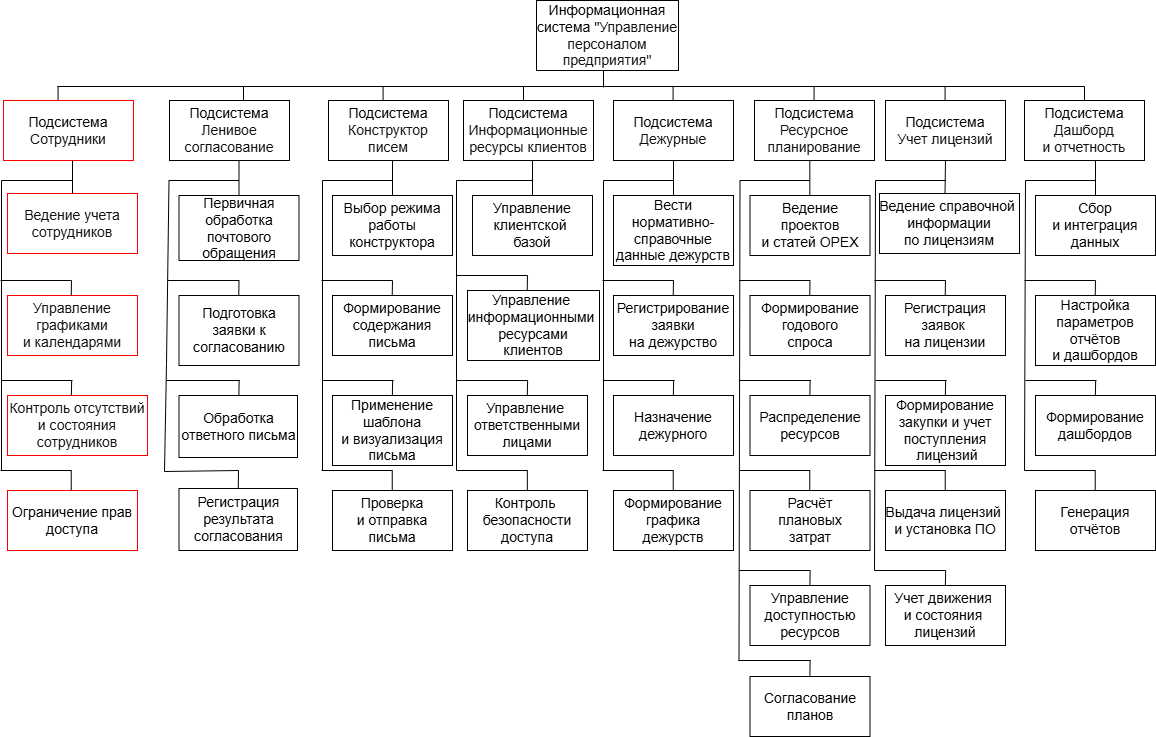 Информационная
система "Управление
персоналом
предприятия"
Подсистема
Сотрудники
Подсистема
Ленивое
согласование
Подсистема
Конструктор
писем
Подсистема
Информационные
ресурсы клиентов
Подсистема
Дежурные
Подсистема
Ресурсное
планирование
Подсистема
Учет лицензий
Подсистема
Дашборд
и отчетность
Ведение учета
сотрудников
Первичная
обработка
почтового
обращения
Выбор режима
работы
конструктора
Управление
клиентской
базой
Вести
нормативно-
справочные
данные дежурств
Ведение
проектов
и статей OPEX
Ведение справочной
информации
по лицензиям
Сбор
и интеграция
данных
Управление
графиками
и календарями
Подготовка
заявки к
согласованию
Формирование
содержания
письма
Управление
информационными
ресурсами
клиентов
Регистрирование
заявки
на дежурство
Формирование
годового
спроса
Регистрация
заявок
на лицензии
Настройка
параметров
отчётов
и дашбордов
Контроль отсутствий
и состояния
сотрудников
Обработка
ответного письма
Применение
шаблона
и визуализация
письма
Управление
ответственными
лицами
Назначение
дежурного
Распределение
ресурсов
Формирование
закупки и учет
поступления
лицензий
Формирование
дашбордов
Ограничение прав
доступа
Регистрация
результата
согласования
Проверка
и отправка
письма
Контроль
безопасности
доступа
Формирование
графика
дежурств
Расчёт
плановых
затрат
Выдача лицензий
и установка ПО
Генерация
отчётов
Управление
доступностью
ресурсов
Учет движения
и состояния
лицензий
Согласование
планов